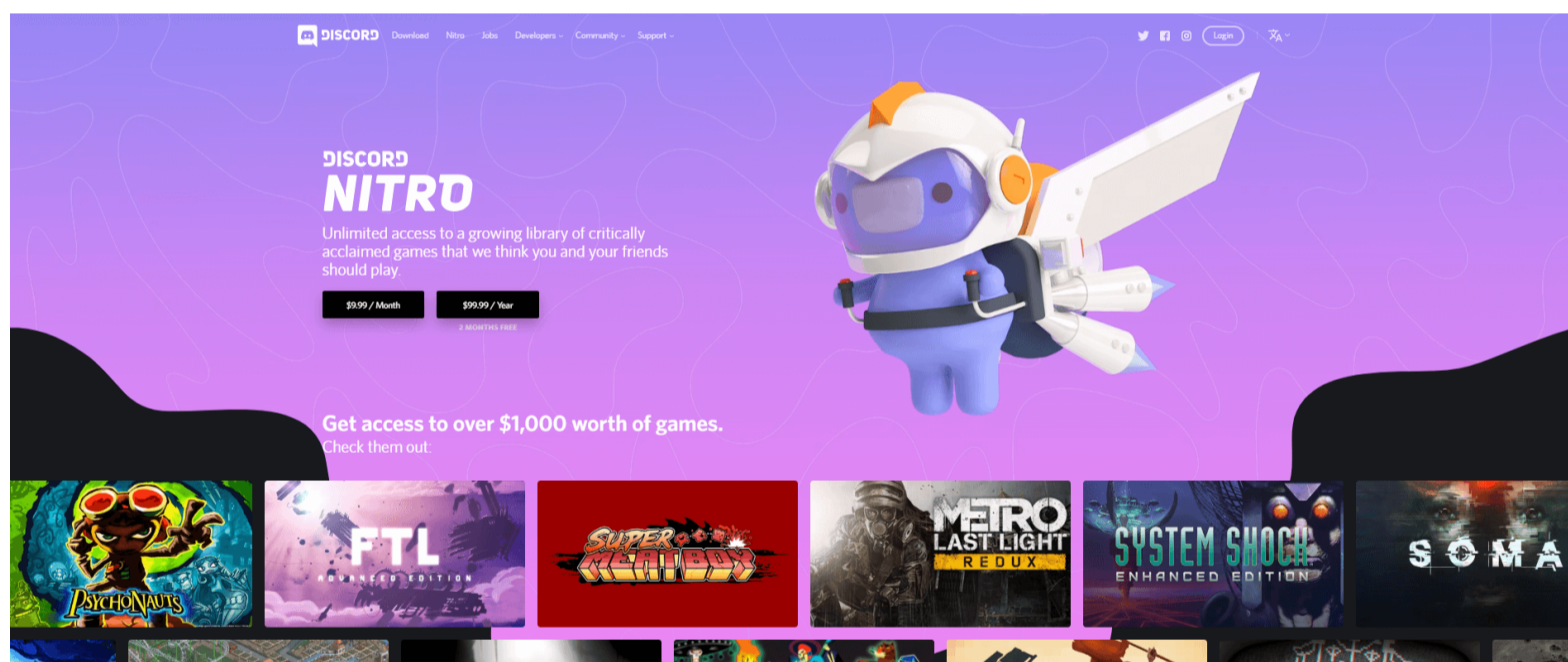 DISCORD
Download
Nitro
Jobs
Developers
Community
Support
Login
DISCORD
NITRO
Unlimited access to a growing library of critically
acclaimed games that we think you and your friends
should play.
$9.99 / Month
$99.99 / Year
2 MONTHS FREE
Get access to over $1,000 worth of games.
Check them out:
PSYCHONAUTS
FTL
ADVANCED EDITION
SUPER
MEAT BOY
METRO
LAST LIGHT
REDUX
SYSTEM SHOCK
ENHANCED EDITION
SOMA